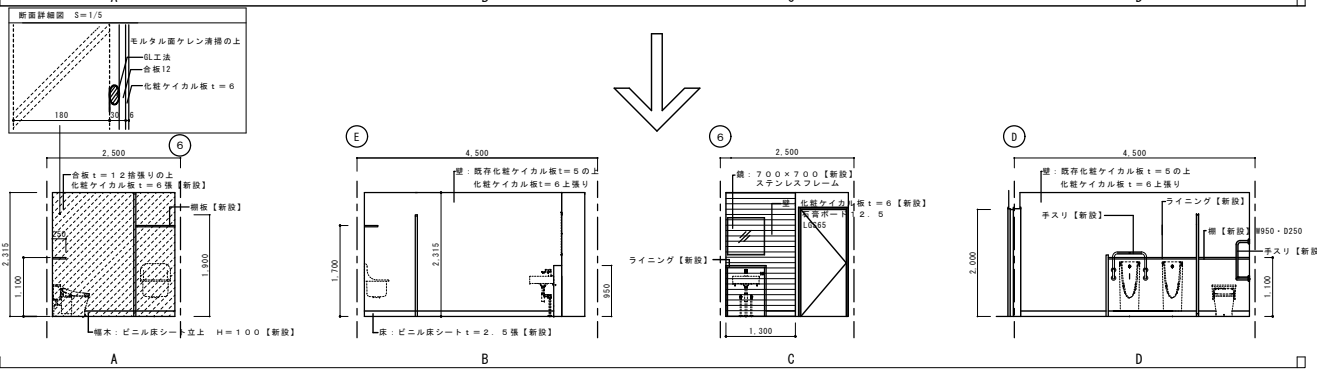 A B C D
断面詳細図 S=1/5
モルタル面ケレン清掃の上
GL工法
合板12
化粧ケイカル板t=6
180 30 6
6
2,500
合板t=12捨張りの上
化粧ケイカル板t=6張【新設】
棚板【新設】
250
2,315
1,100
1,900
幅木:ビニル床シート立上 H=100【新設】
A
E
4,500
壁:既存化粧ケイカル板t=5の上
化粧ケイカル板t=6上張り
1,700
2,315
950
床:ビニル床シートt=2.5張【新設】
B
6
2,500
鏡:700×700【新設】
ステンレスフレーム
壁 化粧ケイカル板t=6【新設】
石膏ボード12.5
LGS65
ライニング【新設】
1,300
C
D
4,500
壁:既存化粧ケイカル板t=5の上
化粧ケイカル板t=6上張り
手スリ【新設】
ライニング【新設】
棚【新設】W950・D250
手スリ【新設
2,000
1,100
D